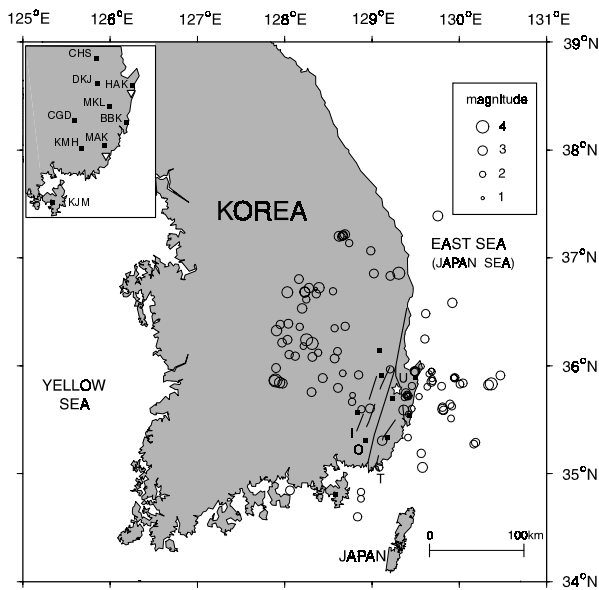 125°E 126°E 127°E 128°E 129°E 130°E 131°E
39°N
CHS
DKJ HAK
MKL
CGD BBK
KMH MAK
KJM
magnitude
4
3
2
1
38°N
KOREA
EAST SEA
(JAPAN SEA)
37°N
36°N
U
YELLOW
SEA
I
O
35°N
T
JAPAN
0 100km
34°N